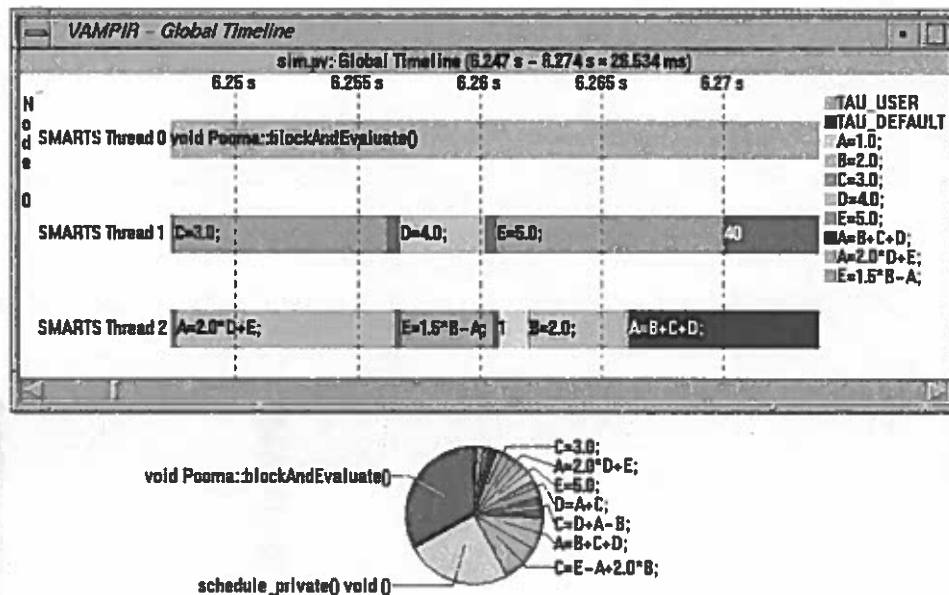 VAMPIR - Global Timeline
sim.pv: Global Timeline (6.247 s - 6.274 s = 26.534 ms)
6.25 s 6.255 s 6.26 s 6.265 s 6.27 s
Node 0
SMARTS Thread 0 void Pooma::blockAndEvaluate()
SMARTS Thread 1 C=3.0; D=4.0; E=5.0; 40
SMARTS Thread 2 A=2.0*D+E; E=1.5*B-A; 1 B=2.0; A=B+C+D;
TAU_USER
TAU_DEFAULT
A=1.0;
B=2.0;
C=3.0;
D=4.0;
E=5.0;
A=B+C+D;
A=2.0*D+E;
E=1.5*B-A;
void Pooma::blockAndEvaluate()
schedule_private() void ()
C=3.0;
A=2.0*D+E;
E=5.0;
D=A+C;
C=D+A-B;
A=B+C+D;
C=E-A+2.0*B;